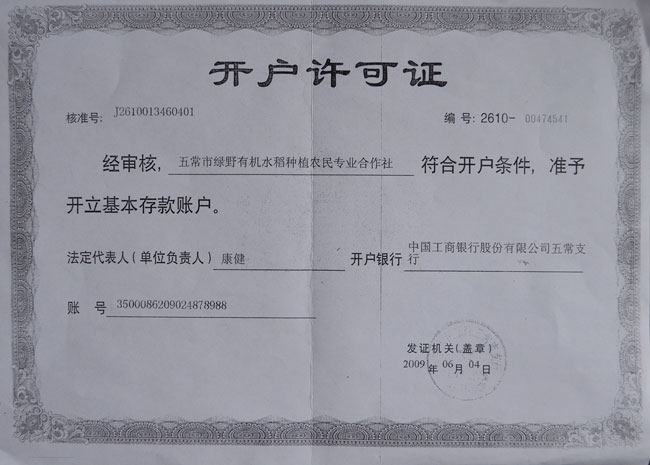 开户许可证
核准号: J2610013460401 编号: 2610- 00474541
经审核, 五常市绿野有机水稻种植农民专业合作社 符合开户条件, 准予
开立基本存款账户。
法定代表人(单位负责人) 康健 开户银行 中国工商银行股份有限公司五常支
行
账 号 3500086209024878988
发证机关(盖章)
2009 年 06 月 04 日